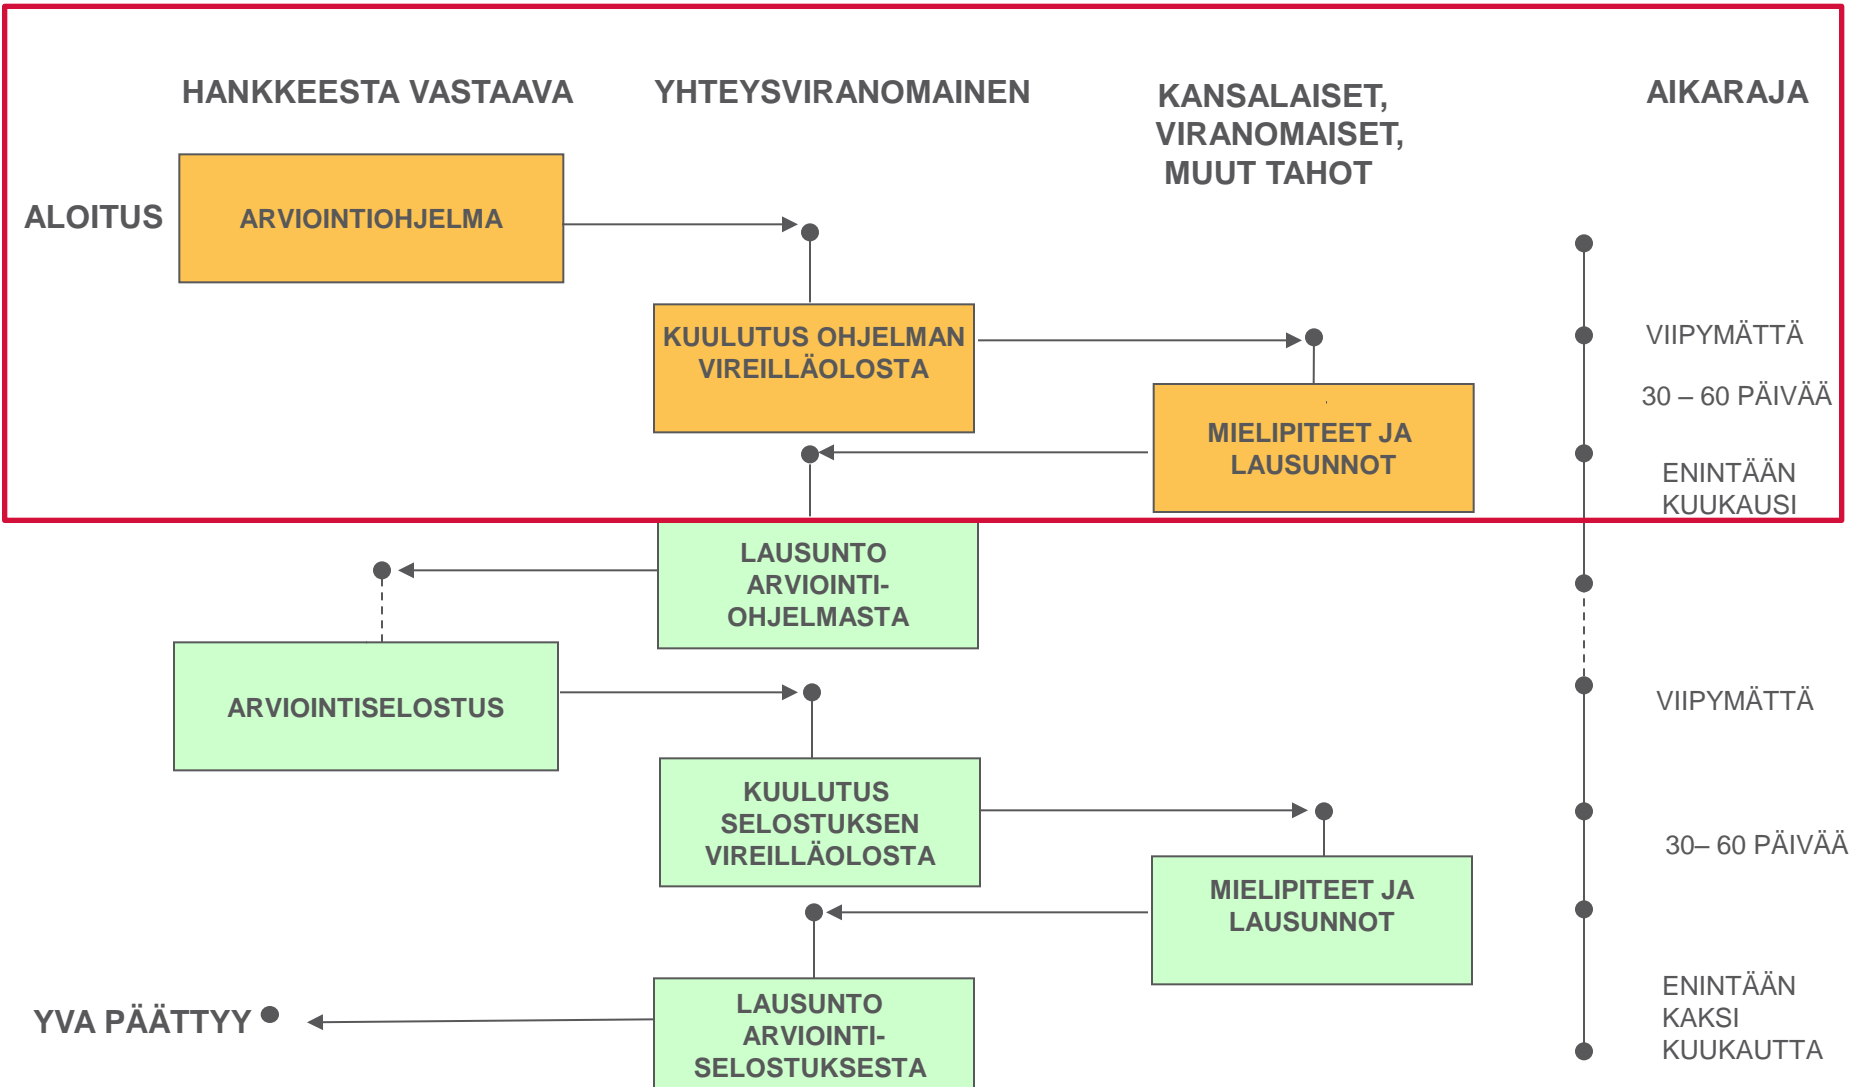 HANKKEESTA VASTAAVA
YHTEYSVIRANOMAINEN
KANSALAISET,
VIRANOMAISET,
MUUT TAHOT
AIKARAJA
ALOITUS
ARVIOINTIOHJELMA
KUULUTUS OHJELMAN
VIREILLÄOLOSTA
VIIPYMÄTTÄ
30 – 60 PÄIVÄÄ
MIELIPITEET JA
LAUSUNNOT
ENINTÄÄN
KUUKAUSI
LAUSUNTO
ARVIOINTI-
OHJELMASTA
ARVIOINTISELOSTUS
VIIPYMÄTTÄ
KUULUTUS
SELOSTUKSEN
VIREILLÄOLOSTA
30– 60 PÄIVÄÄ
MIELIPITEET JA
LAUSUNNOT
YVA PÄÄTTYY
LAUSUNTO
ARVIOINTI-
SELOSTUKSESTA
ENINTÄÄN
KAKSI
KUUKAUTTA